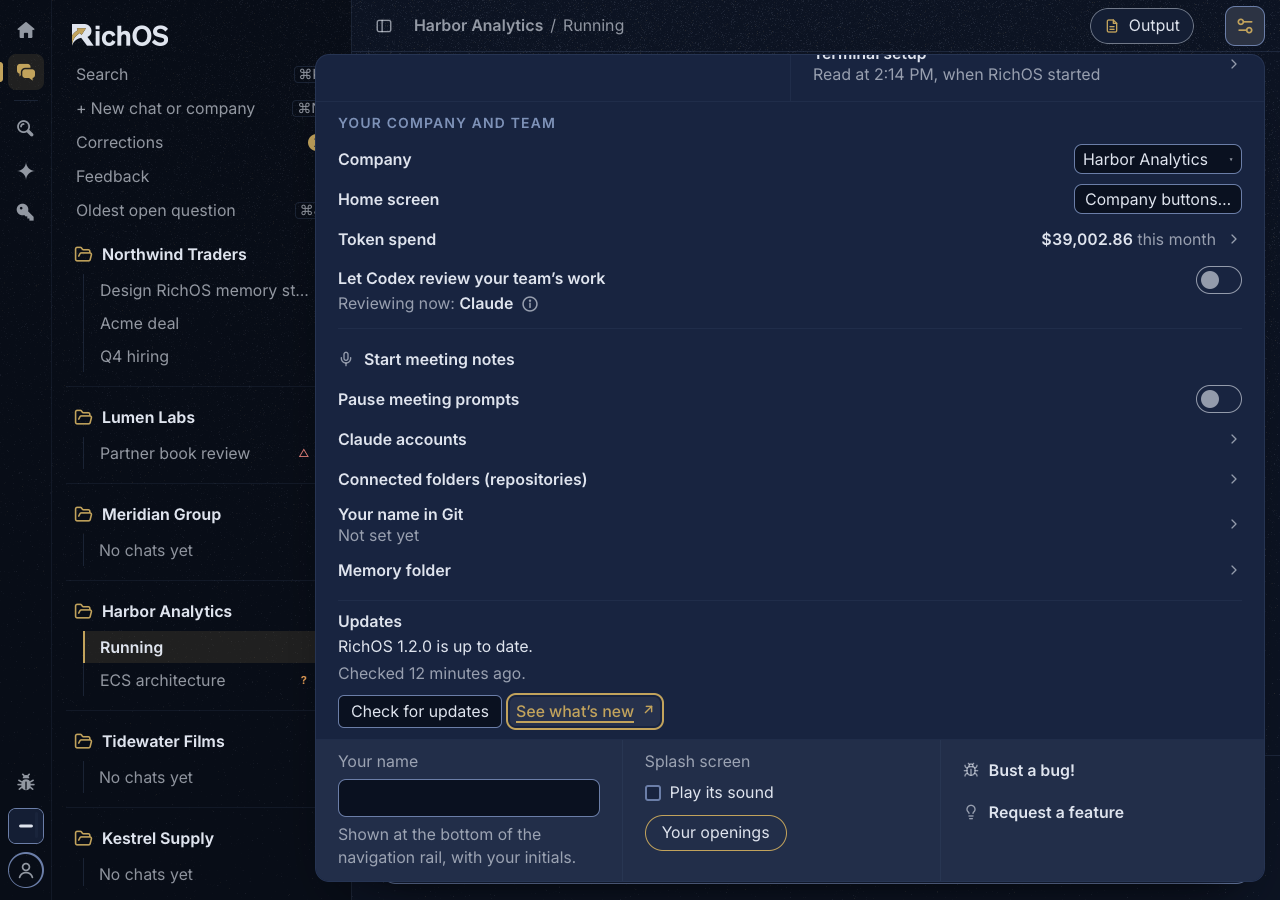 RichOS
Search
+ New chat or company
Corrections
Feedback
Oldest open question
Northwind Traders
Design RichOS memory st...
Acme deal
Q4 hiring
Lumen Labs
Partner book review
Meridian Group
No chats yet
Harbor Analytics
Running
ECS architecture ?
Tidewater Films
No chats yet
Kestrel Supply
No chats yet
Harbor Analytics / Running
Output
Terminal setup
Read at 2:14 PM, when RichOS started
YOUR COMPANY AND TEAM
Company
Harbor Analytics
Home screen
Company buttons...
Token spend
$39,002.86 this month
Let Codex review your team's work
Reviewing now: Claude
Start meeting notes
Pause meeting prompts
Claude accounts
Connected folders (repositories)
Your name in Git
Not set yet
Memory folder
Updates
RichOS 1.2.0 is up to date.
Checked 12 minutes ago.
Check for updates
See what's new ↗
Your name
Shown at the bottom of the
navigation rail, with your initials.
Splash screen
Play its sound
Your openings
Bust a bug!
Request a feature